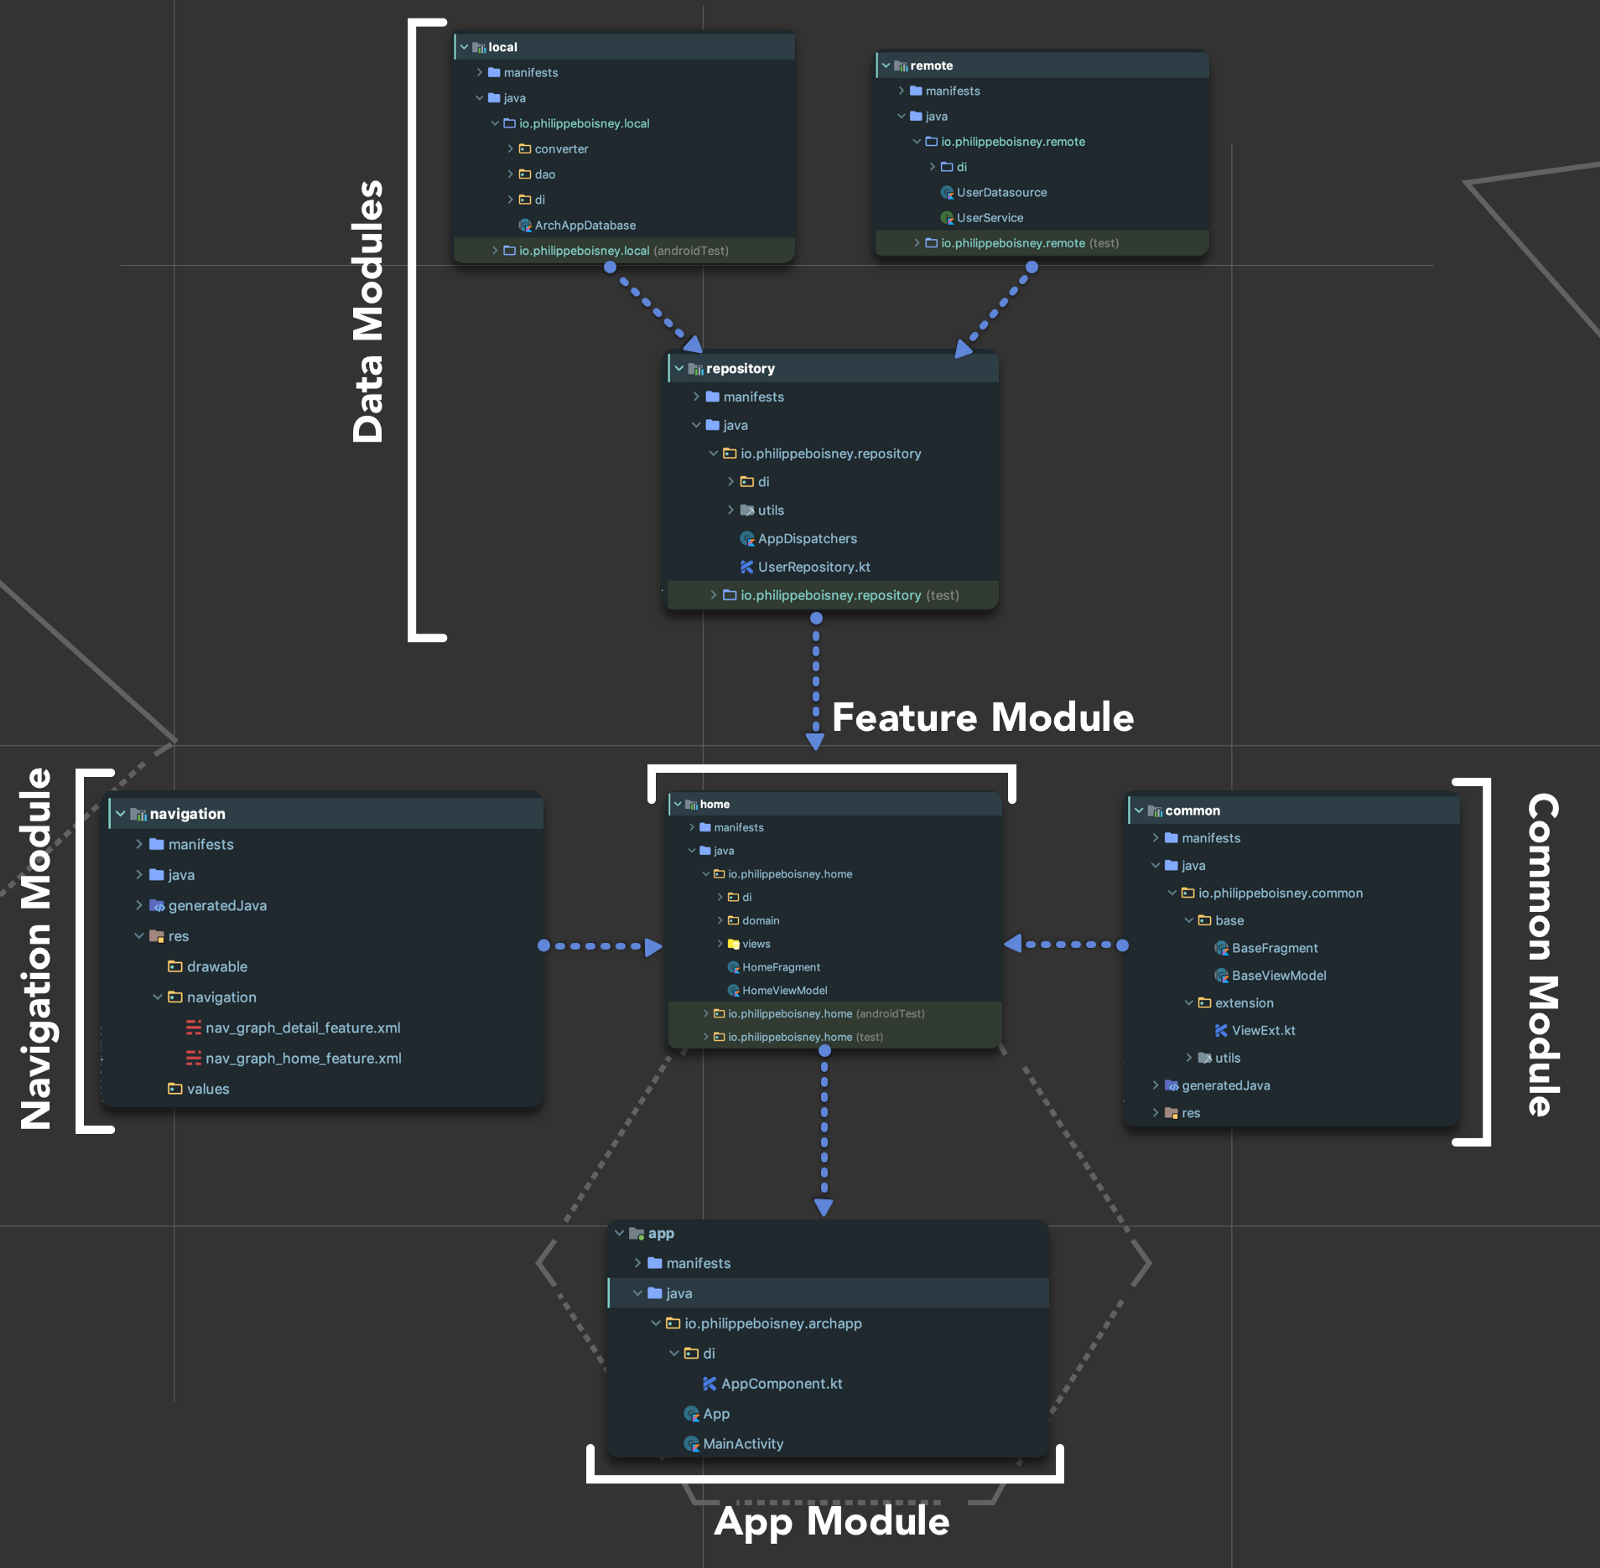 Data Modules
local
manifests
java
io.philippeboisney.local
converter
dao
di
ArchAppDatabase
io.philippeboisney.local (androidTest)
remote
manifests
java
io.philippeboisney.remote
di
UserDatasource
UserService
io.philippeboisney.remote (test)
repository
manifests
java
io.philippeboisney.repository
di
utils
AppDispatchers
UserRepository.kt
io.philippeboisney.repository (test)
Feature Module
Navigation Module
navigation
manifests
java
generatedJava
res
drawable
navigation
nav_graph_detail_feature.xml
nav_graph_home_feature.xml
values
home
manifests
java
io.philippeboisney.home
di
domain
views
HomeFragment
HomeViewModel
io.philippeboisney.home (androidTest)
io.philippeboisney.home (test)
common
manifests
java
io.philippeboisney.common
base
BaseFragment
BaseViewModel
extension
ViewExt.kt
utils
generatedJava
res
Common Module
app
manifests
java
io.philippeboisney.archapp
di
AppComponent.kt
App
MainActivity
App Module